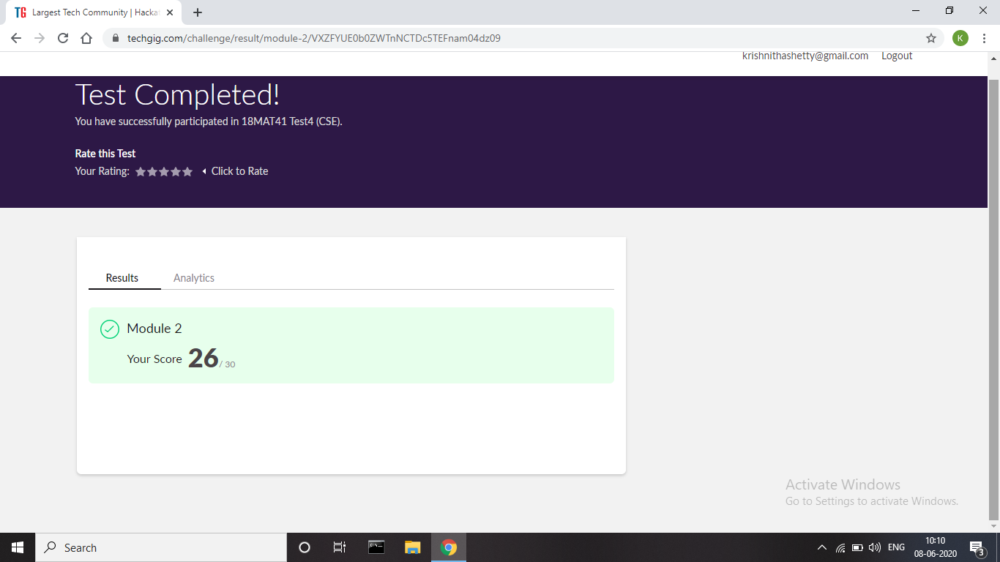 TG Largest Tech Community | Hacka
techgig.com/challenge/result/module-2/VXZFYUE0b0ZWTnNCTDc5TEFnam04dz09
K
krishnithashetty@gmail.com Logout
Test Completed!
You have successfully participated in 18MAT41 Test4 (CSE).
Rate this Test
Your Rating: Click to Rate
Results Analytics
Module 2
Your Score 26 / 30
Activate Windows
Go to Settings to activate Windows.
Search
ENG
10:10
08-06-2020
3